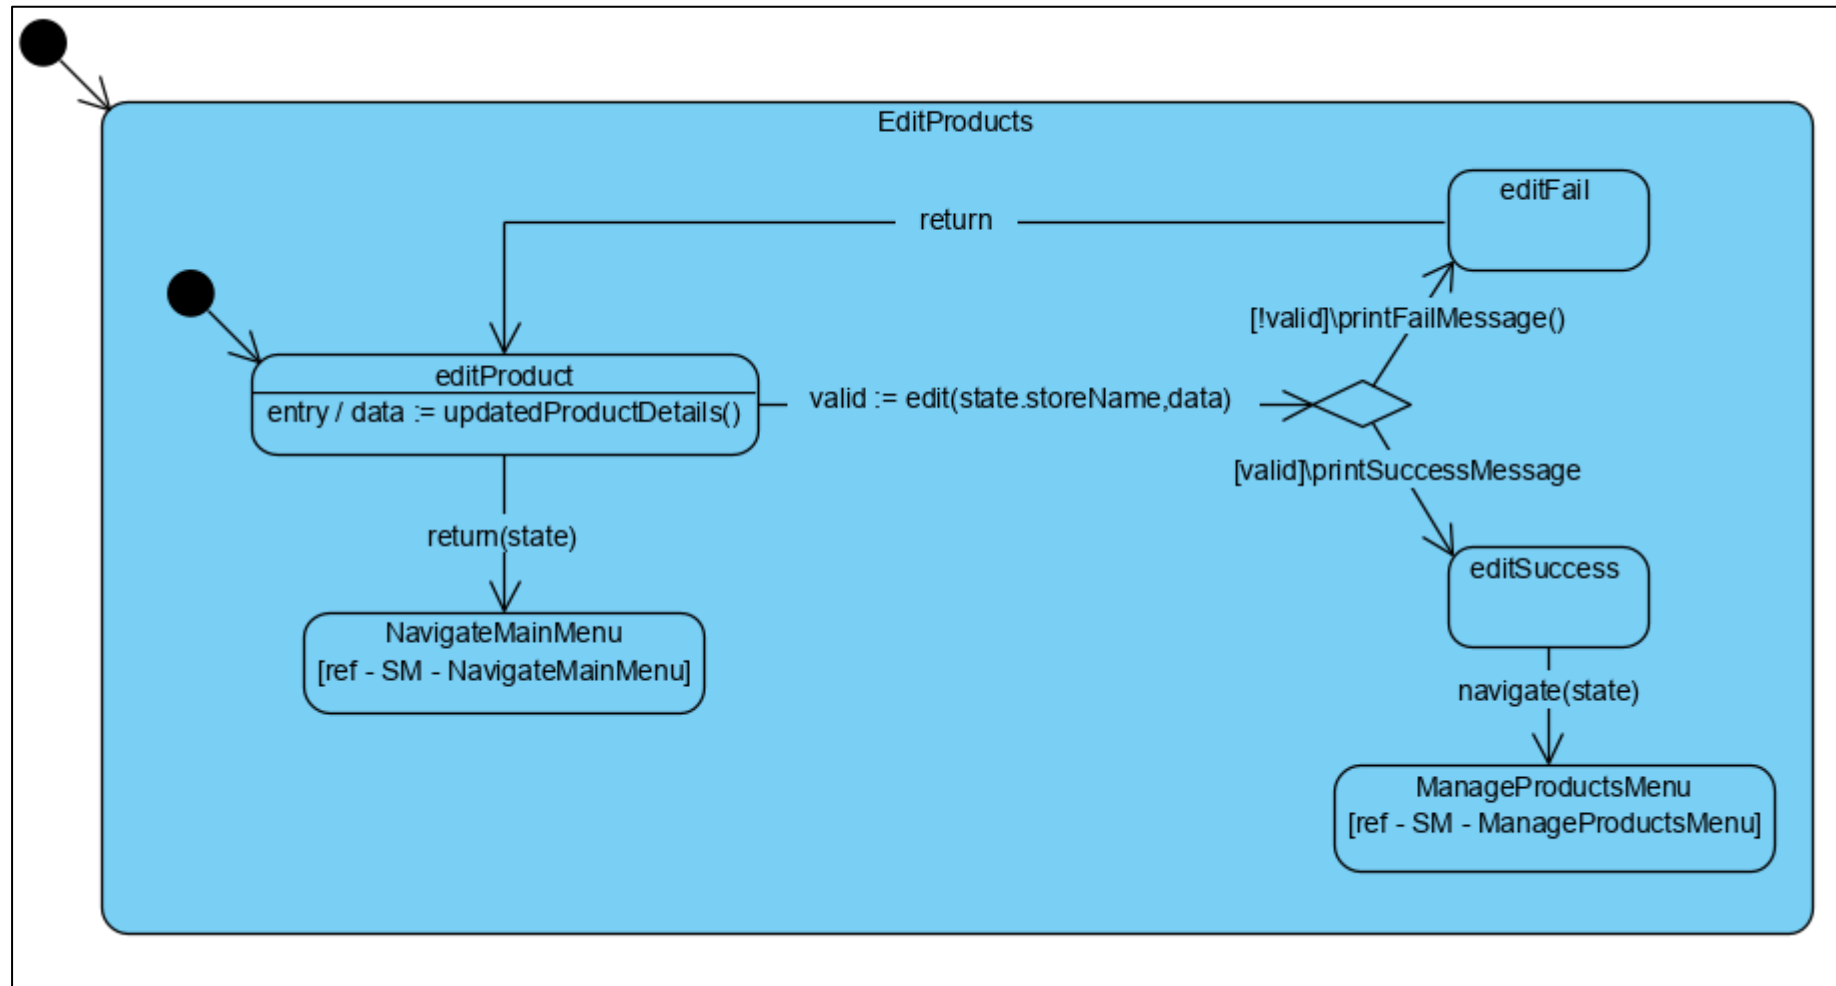 EditProducts
editFail
return
[!valid]\printFailMessage()
editProduct
entry / data := updatedProductDetails()
valid := edit(state.storeName,data)
[valid]\printSuccessMessage
return(state)
editSuccess
NavigateMainMenu
[ref - SM - NavigateMainMenu]
navigate(state)
ManageProductsMenu
[ref - SM - ManageProductsMenu]